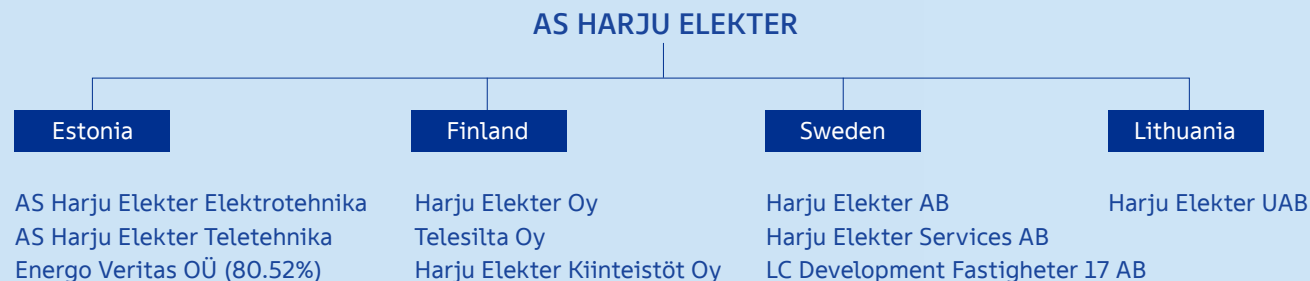 AS HARJU ELEKTER
Estonia
Finland
Sweden
Lithuania
AS Harju Elekter Elektrotehnika
AS Harju Elekter Teletehnika
Energo Veritas OÜ (80.52%)
Harju Elekter Oy
Telesilta Oy
Harju Elekter Kiinteistöt Oy
Harju Elekter AB
Harju Elekter Services AB
LC Development Fastigheter 17 AB
Harju Elekter UAB